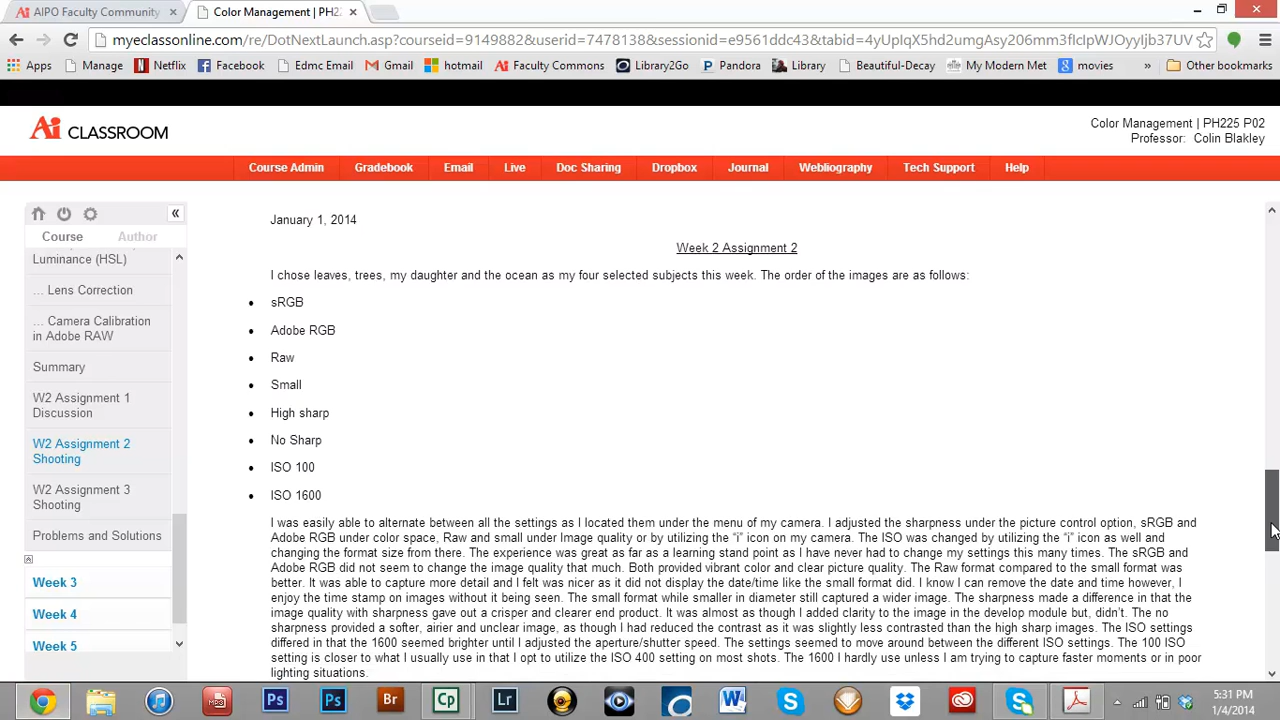 AIPO Faculty Community
Color Management | PH22
myeclassonline.com/re/DotNextLaunch.asp?courseid=9149882&userid=7478138&sessionid=e9561ddc43&tabid=
Apps Manage Netflix Facebook Edmc Email Gmail hotmail Faculty Commons Library2Go Pandora Library Beautiful-Decay My Modern Met movies » Other bookmarks
Ai CLASSROOM
Color Management | PH225 P02
Professor: Colin Blakley
Course Admin Gradebook Email Live Doc Sharing Dropbox Journal Webliography Tech Support Help
«
Course Author
Luminance (HSL)
... Lens Correction
... Camera Calibration
in Adobe RAW
Summary
W2 Assignment 1
Discussion
W2 Assignment 2
Shooting
W2 Assignment 3
Shooting
Problems and Solutions
Week 3
Week 4
Week 5
January 1, 2014
Week 2 Assignment 2
I chose leaves, trees, my daughter and the ocean as my four selected subjects this week. The order of the images are as follows:
• sRGB
• Adobe RGB
• Raw
• Small
• High sharp
• No Sharp
• ISO 100
• ISO 1600
I was easily able to alternate between all the settings as I located them under the menu of my camera. I adjusted the sharpness under the picture control option, sRGB and
Adobe RGB under color space, Raw and small under Image quality or by utilizing the “i” icon on my camera. The ISO was changed by utilizing the “i” icon as well and
changing the format size from there. The experience was great as far as a learning stand point as I have never had to change my settings this many times. The sRGB and
Adobe RGB did not seem to change the image quality that much. Both provided vibrant color and clear picture quality. The Raw format compared to the small format was
better. It was able to capture more detail and I felt was nicer as it did not display the date/time like the small format did. I know I can remove the date and time however, I
enjoy the time stamp on images without it being seen. The small format while smaller in diameter still captured a wider image. The sharpness made a difference in that the
image quality with sharpness gave out a crisper and clearer end product. It was almost as though I added clarity to the image in the develop module but, didn’t. The no
sharpness provided a softer, airier and unclear image, as though I had reduced the contrast as it was slightly less contrasted than the high sharp images. The ISO settings
differed in that the 1600 seemed brighter until I adjusted the aperture/shutter speed. The settings seemed to move around between the different ISO settings. The 100 ISO
setting is closer to what I usually use in that I opt to utilize the ISO 400 setting on most shots. The 1600 I hardly use unless I am trying to capture faster moments or in poor
lighting situations.
MP3 Ps Ps Br Cp Lr W S
5:31 PM
1/4/2014